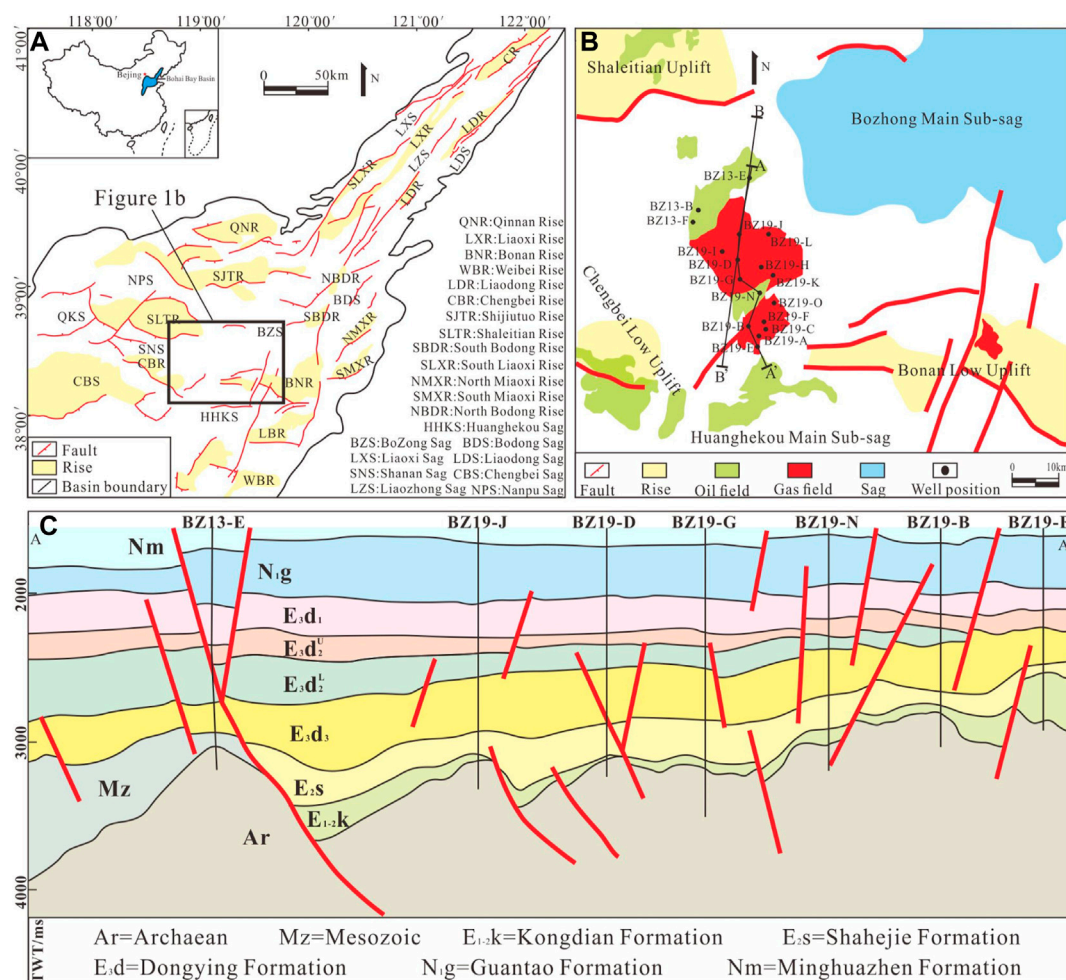 118°00′ 119°00′ 120°00′ 121°00′ 122°00′
A
Bejing
Bohai Bay Basin
0 50km
N
41°00′
40°00′
39°00′
38°00′
Figure 1b
CR
LXS
LXR
LDR
LZS
LDS
SLXR
LDR
QNR
NPS
SJTR
NBDR
BDS
QKS
SLTR
SBDR
BZS
NMXR
SNS
CBR
SMXR
CBS
BNR
HHKS
LBR
WBR
QNR:Qinnan Rise
LXR:Liaoxi Rise
BNR:Bonan Rise
WBR:Weibei Rise
LDR:Liaodong Rise
CBR:Chengbei Rise
SJTR:Shijiutuo Rise
SLTR:Shaleitian Rise
SBDR:South Bodong Rise
SLXR:South Liaoxi Rise
NMXR:North Miaoxi Rise
SMXR:South Miaoxi Rise
NBDR:North Bodong Rise
HHKS:Huanghekou Sag
BZS:BoZong Sag BDS:Bodong Sag
LXS:Liaoxi Sag LDS:Liaodong Sag
SNS:Shanan Sag CBS:Chengbei Sag
LZS:Liaozhong Sag NPS:Nanpu Sag
Fault
Rise
Basin boundary
B
Shaleitian Uplift
N
Bozhong Main Sub-sag
B
A
BZ13-E
BZ13-B
BZ13-F
BZ19-J
BZ19-L
BZ19-I
BZ19-D
BZ19-H
BZ19-G
BZ19-K
BZ19-N
BZ19-O
BZ19-F
BZ19-B
BZ19-C
BZ19-A
BZ19-E
B
A
Chengbei Low Uplift
Bonan Low Uplift
Huanghekou Main Sub-sag
Fault Rise Oil field Gas field Sag Well position
0 10km
C
BZ13-E BZ19-J BZ19-D BZ19-G BZ19-N BZ19-B
A A
Nm
N₁g
2000
E₃d₁
E₃d₂ᵁ
E₃d₂ᴸ
E₃d₃
3000
E₂s
Mz
E₁₋₂k
Ar
4000
TWT/ms
Ar=Archaean Mz=Mesozoic E₁₋₂k=Kongdian Formation E₂s=Shahejie Formation
E₃d=Dongying Formation N₁g=Guantao Formation Nm=Minghuazhen Formation